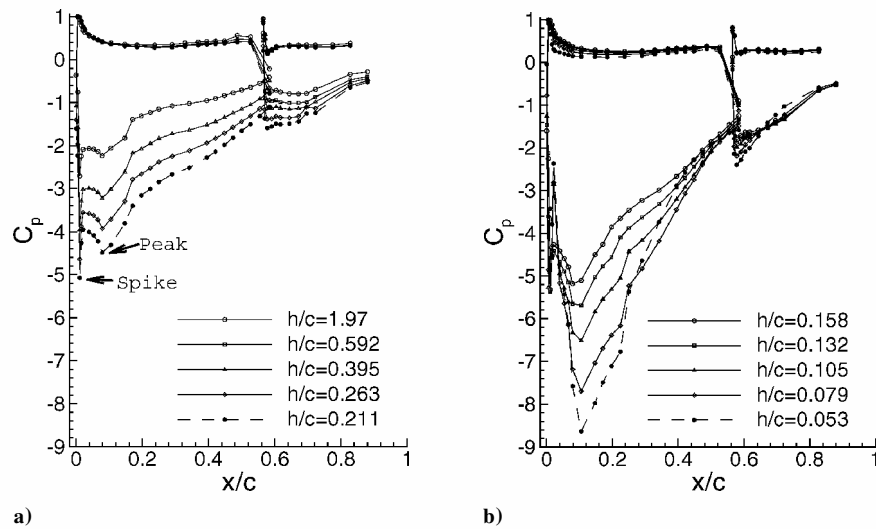 1
0
-1
-2
-3
-4
-5
-6
-7
-8
-9
Cp
Peak
Spike
h/c=1.97
h/c=0.592
h/c=0.395
h/c=0.263
h/c=0.211
0 0.2 0.4 0.6 0.8 1
x/c
a)
1
0
-1
-2
-3
-4
-5
-6
-7
-8
-9
Cp
h/c=0.158
h/c=0.132
h/c=0.105
h/c=0.079
h/c=0.053
0 0.2 0.4 0.6 0.8 1
x/c
b)